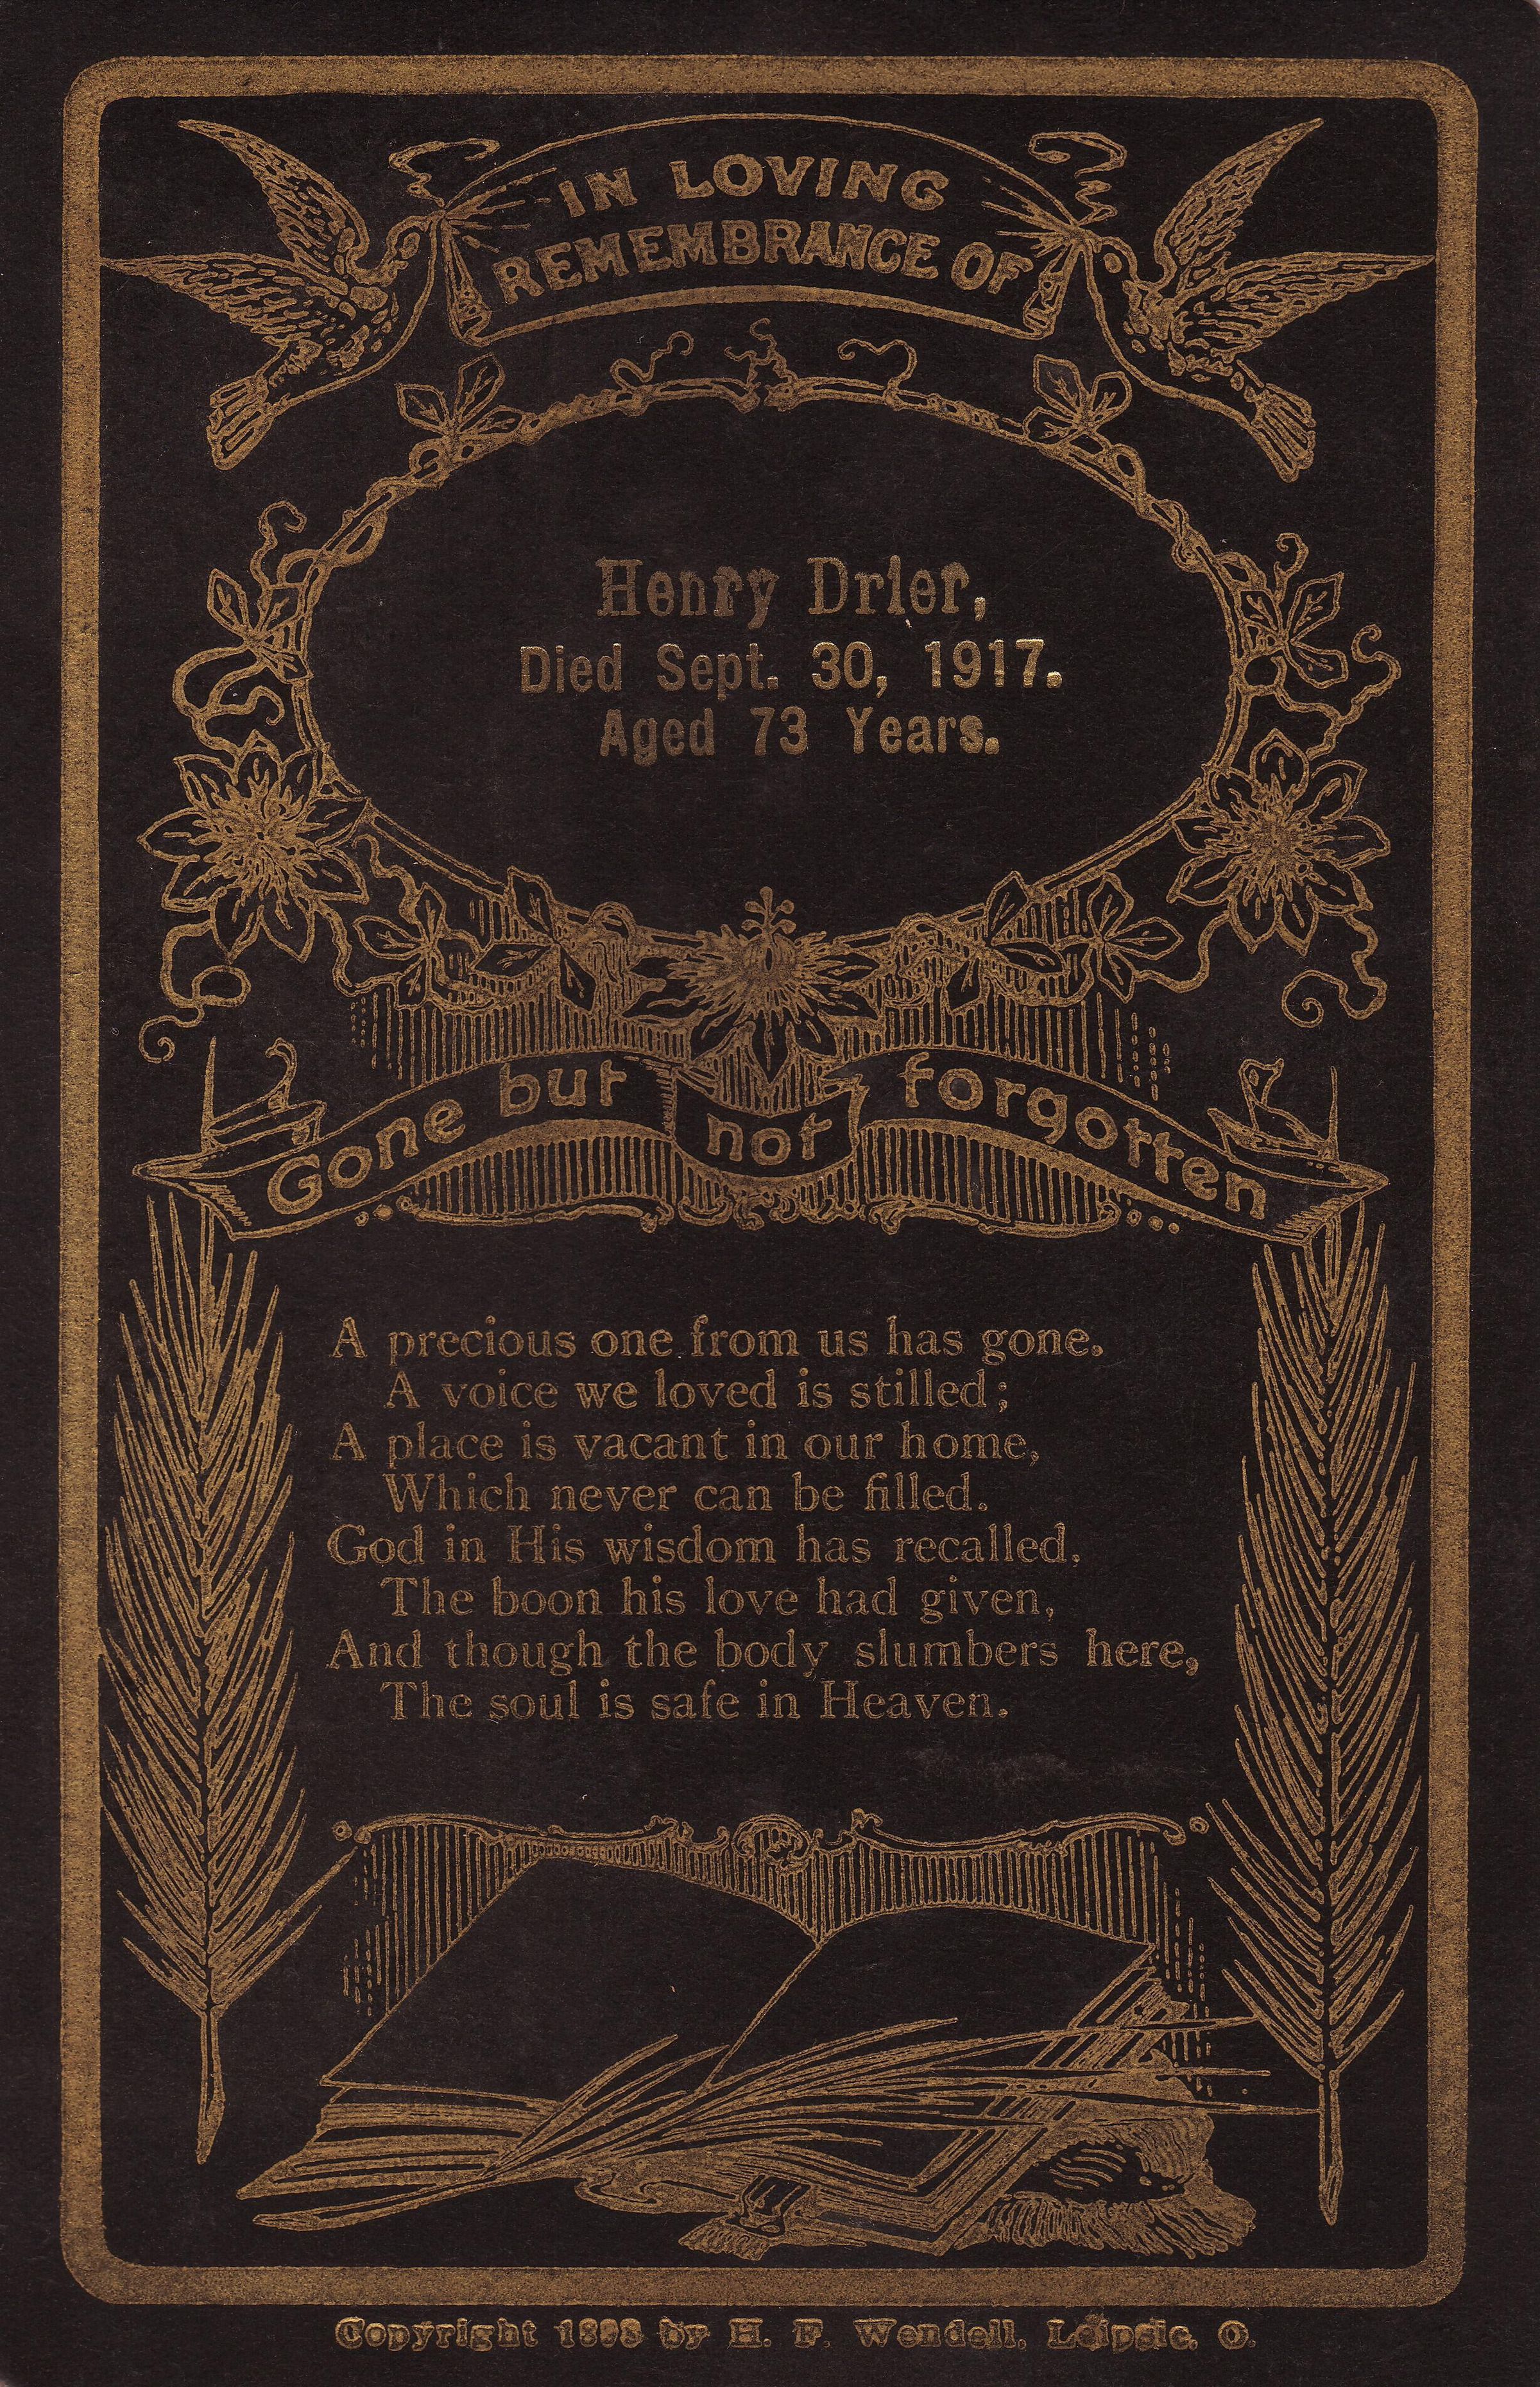 IN LOVING
REMEMBRANCE OF
Henry Drier,
Died Sept. 30, 1917.
Aged 73 Years.
Gone but not forgotten
A precious one from us has gone.
A voice we loved is stilled;
A place is vacant in our home,
Which never can be filled.
God in His wisdom has recalled,
The boon his love had given,
And though the body slumbers here,
The soul is safe in Heaven.
Copyright 1898 by H. F. Wendell, Leipsic, O.